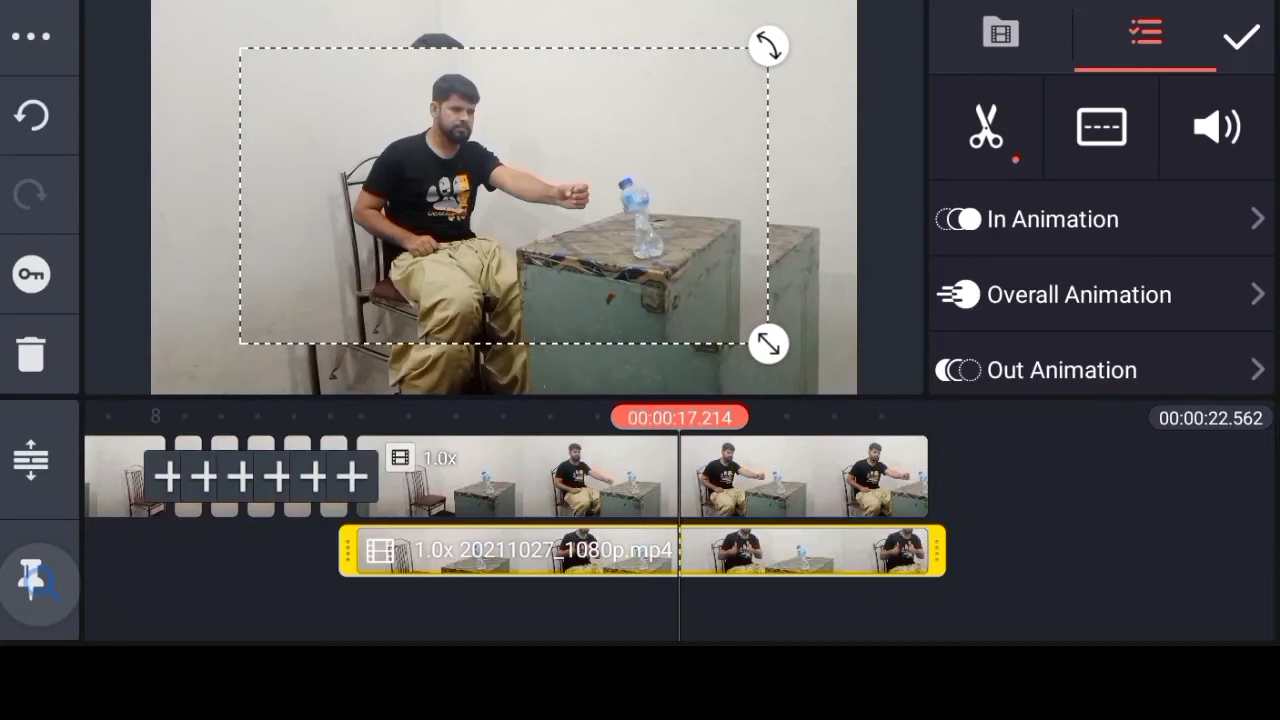 In Animation
Overall Animation
Out Animation
8
00:00:17.214
00:00:22.562
1.0x
1.0x 20211027_1080p.mp4